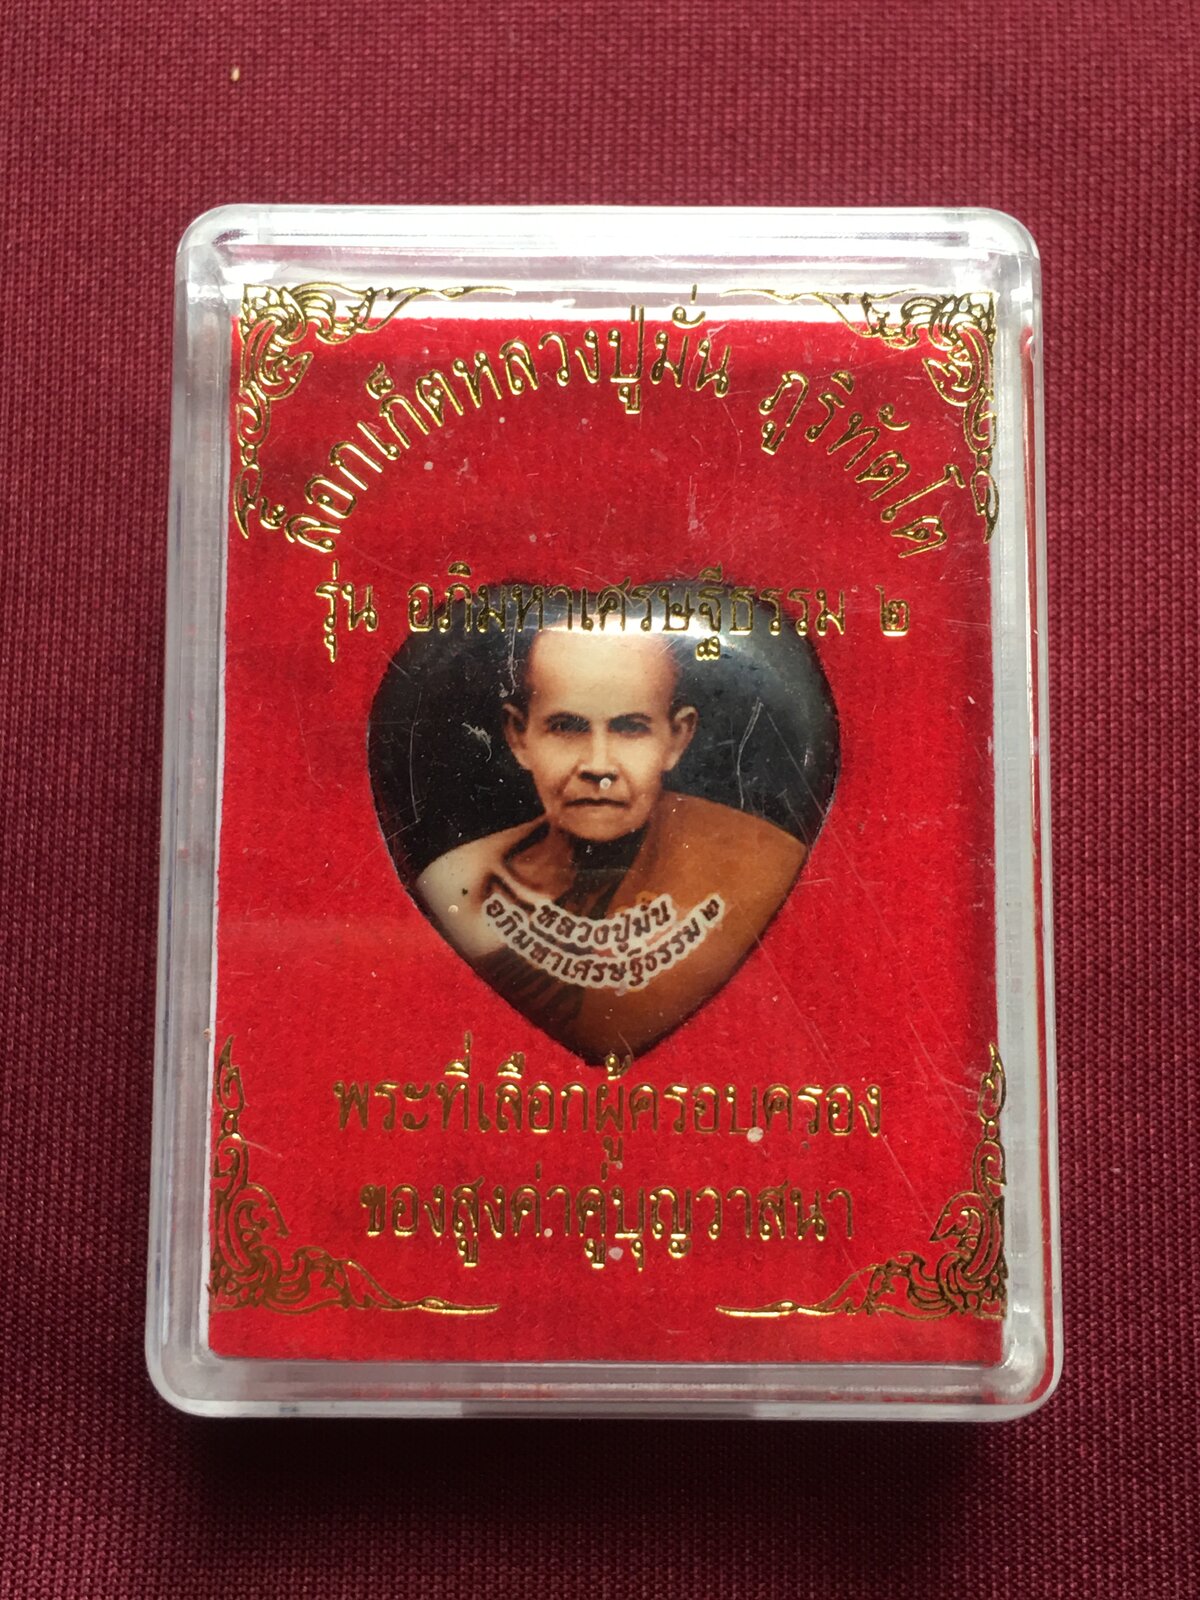 ล็อกเก็ตหลวงปู่มั่น ภูริทัตโต
รุ่น อภิมหาเศรษฐีธรรม ๒
หลวงปู่มั่น
อภิมหาเศรษฐีธรรม ๒
พระที่เลือกผู้ครอบครอง
ของสูงค่าคู่บุญวาสนา